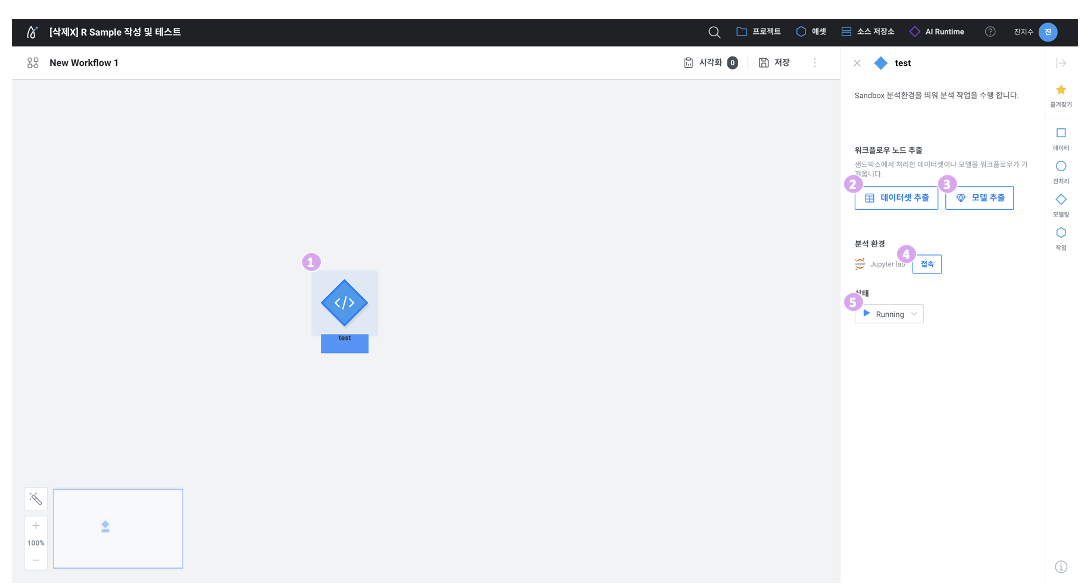 [삭제X] R Sample 작성 및 테스트
프로젝트
에셋
소스 저장소
AI Runtime
?
진지수
진
New Workflow 1
시각화 0
저장
test
Sandbox 분석환경을 띄워 분석 작업을 수행 합니다.
즐겨찾기
워크플로우 노드 추출
샌드박스에서 처리한 데이터셋이나 모델을 워크플로우가 가
져옵니다.
2
데이터셋 추출
3
모델 추출
데이터
전처리
모델링
작업
분석 환경
Jupyter lab
4
접속
상태
5
Running
1
</>
test
100%